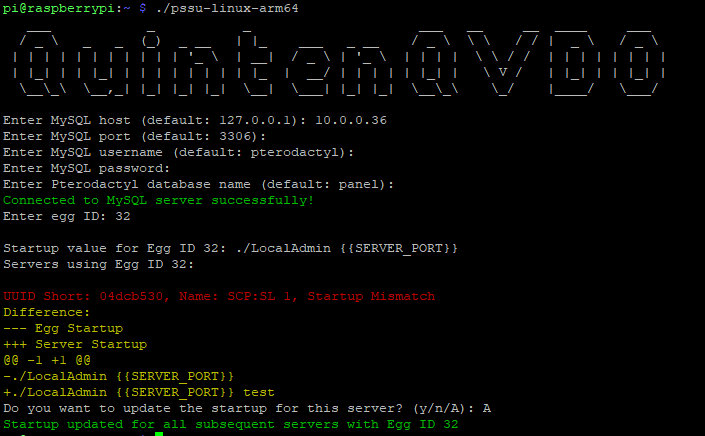 pi@raspberrypi:~ $ ./pssu-linux-arm64
QuintenQVD0
Enter MySQL host (default: 127.0.0.1): 10.0.0.36
Enter MySQL port (default: 3306):
Enter MySQL username (default: pterodactyl):
Enter MySQL password:
Enter Pterodactyl database name (default: panel):
Connected to MySQL server successfully!
Enter egg ID: 32
Startup value for Egg ID 32: ./LocalAdmin {{SERVER_PORT}}
Servers using Egg ID 32:
UUID Short: 04dcb530, Name: SCP:SL 1, Startup Mismatch
Difference:
--- Egg Startup
+++ Server Startup
@@ -1 +1 @@
-./LocalAdmin {{SERVER_PORT}}
+./LocalAdmin {{SERVER_PORT}} test
Do you want to update the startup for this server? (y/n/A): A
Startup updated for all subsequent servers with Egg ID 32